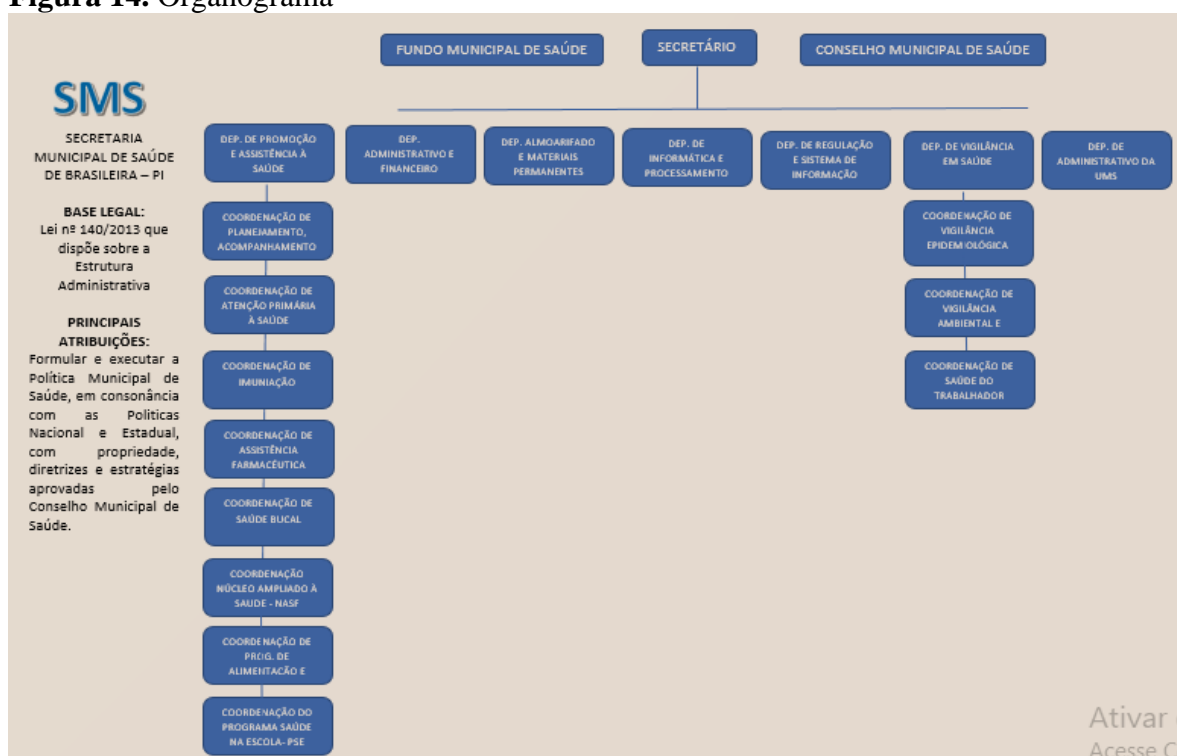 Figura 14. Organograma
FUNDO MUNICIPAL DE SAÚDE
SECRETÁRIO
CONSELHO MUNICIPAL DE SAÚDE
SMS
SECRETARIA
MUNICIPAL DE SAÚDE
DE BRASILEIRA – PI
BASE LEGAL:
Lei nº 140/2013 que
dispõe sobre a
Estrutura
Administrativa
PRINCIPAIS
ATRIBUIÇÕES:
Formular e executar a
Política Municipal de
Saúde, em consonância
com as Politicas
Nacional e Estadual,
com propriedade,
diretrizes e estratégias
aprovadas pelo
Conselho Municipal de
Saúde.
DEP. DE PROMOÇÃO
E ASSISTÊNCIA À
SAÚDE
DEP.
ADMINISTRATIVO E
FINANCEIRO
DEP. ALMOARIFADO
E MATERIAIS
PERMANENTES
DEP. DE
INFORMÁTICA E
PROCESSAMENTO
DEP. DE REGULAÇÃO
E SISTEMA DE
INFORMAÇÃO
DEP. DE VIGILÂNCIA
EM SAÚDE
DEP. DE
ADMINISTRATIVO DA
UMS
COORDENAÇÃO DE
PLANEJAMENTO,
ACOMPANHAMENTO
COORDENAÇÃO DE
ATENÇÃO PRIMÁRIA
À SAÚDE
COORDENAÇÃO DE
IMUNIAÇÃO
COORDENAÇÃO DE
ASSISTÊNCIA
FARMACÉUTICA
COORDENAÇÃO DE
SAÚDE BUCAL
COORDENAÇÃO
NÚCLEO AMPLIADO À
SAUDE - NASF
COORDENAÇÃO DE
PROG. DE
ALIMENTACÃO E
COORDENAÇÃO DO
PROGRAMA SAÚDE
NA ESCOLA- PSE
COORDENAÇÃO DE
VIGILÂNCIA
EPIDEMIOLÓGICA
COORDENAÇÃO DE
VIGILÂNCIA
AMBIENTAL E
COORDENAÇÃO DE
SAÚDE DO
TRABALHADOR
Ativar
Acesse C